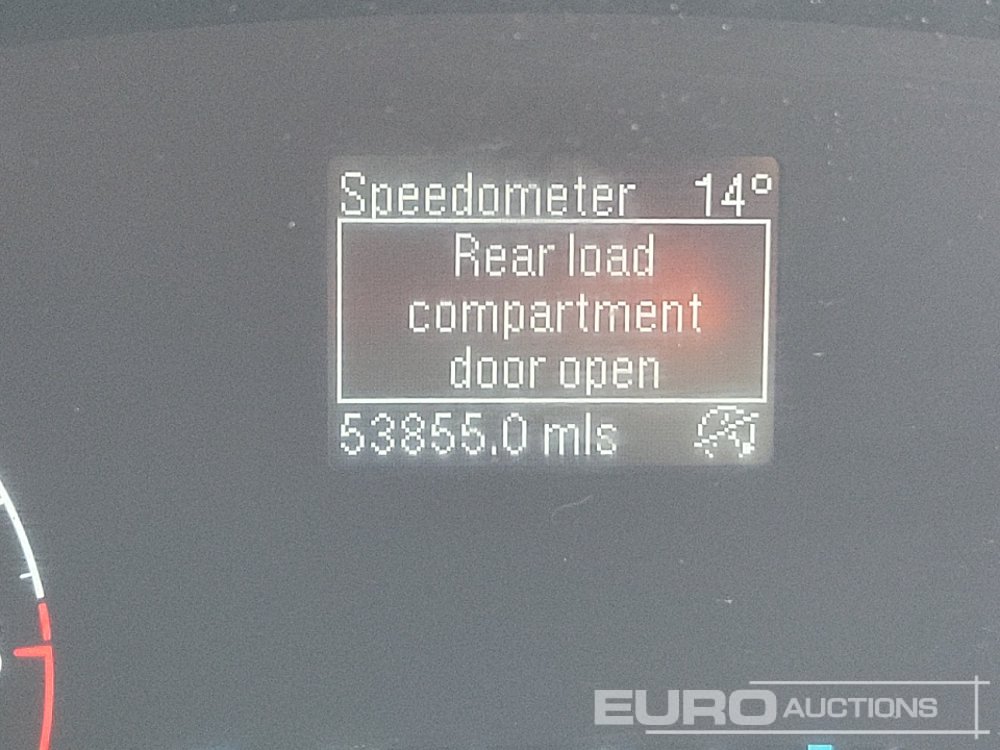 Speedometer 14°
Rear load
compartment
door open
53855.0 mls
EURO AUCTIONS